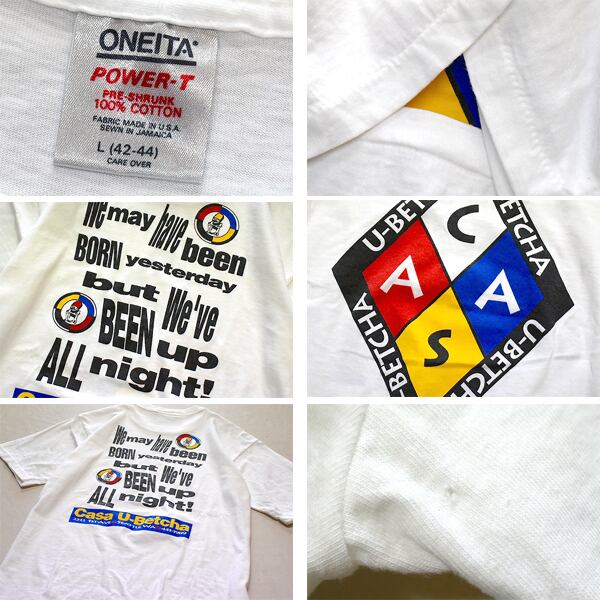 ONEITA
POWER-T
PRE-SHRUNK
100% COTTON
FABRIC MADE IN U.S.A.
SEWN IN JAMAICA
L (42-44)
CARE OVER
We may have been
BORN yesterday
but We've
BEEN up
ALL night!
Casa U-Betcha
U-BETCHA
U-BETCHA
U-BETCHA
U-BETCHA
C
A A
S
We may have been
BORN yesterday
but We've
BEEN up
ALL night!
Casa U-Betcha